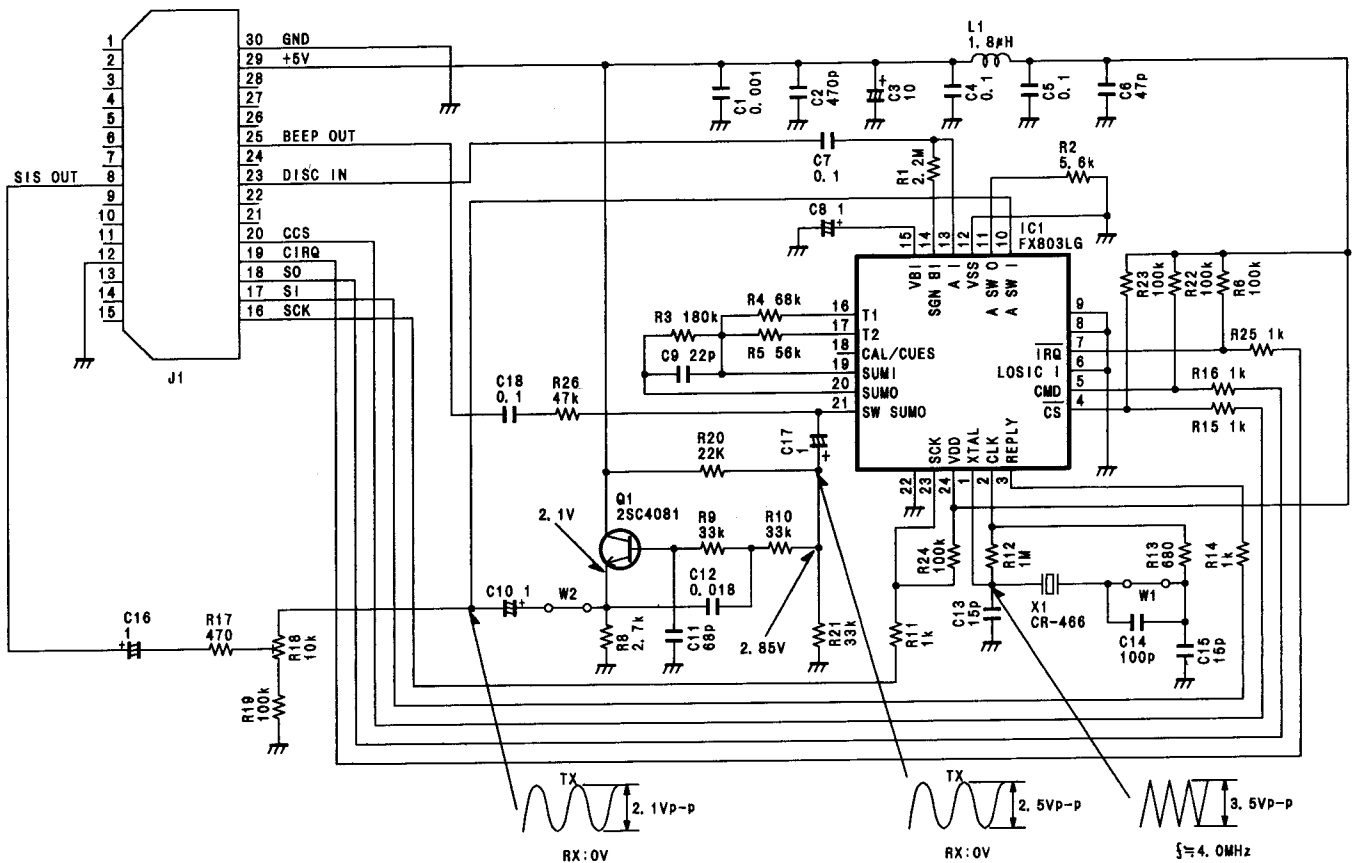 1
2
3
4
5
6
7
8
9
10
11
12
13
14
15
30 GND
29 +5V
28
27
26
25 BEEP OUT
24
23 DISC IN
22
21
20 CCS
19 CIRQ
18 SO
17 SI
16 SCK
J1
SIS OUT
L1
1.8μH
C1
0.001
C2
470p
C3
10
C4
0.1
C5
0.1
C6
47p
C7
0.1
R1
2.2M
R2
5.6k
C8 1
IC1
FX803LG
15 14 13 12 11 10
VBI
SGN BI
A I
VSS
A SW O
A SW I
R3 180k
R4 68k
R5 56k
C9 22p
16 T1
17 T2
18 CAL/CUES
19 SUMI
20 SUMO
21 SW SUMO
9
8
IRQ 7
LOSIC I 6
CMD 5
CS 4
SCK
VDD
XTAL
CLK
REPLY
22 23 24 1 2 3
R23
100k
R22
100k
R6
100k
R25 1k
R16 1k
R15 1k
C18
0.1
R26
47k
C17
1
R20
22K
Q1
2SC4081
2.1V
R9
33k
R10
33k
C12
0.018
C10 1
W2
R8
2.7k
C11
68p
2.85V
R21
33k
R24
100k
R11
1k
R12
1M
C13
15p
X1
CR-466
W1
C14
100p
C15
15p
R13
680
R14
1k
C16
1
R17
470
R18
10k
R19
100k
TX
2.1Vp-p
RX:0V
TX
2.5Vp-p
RX:0V
3.5Vp-p
f≒4.0MHz